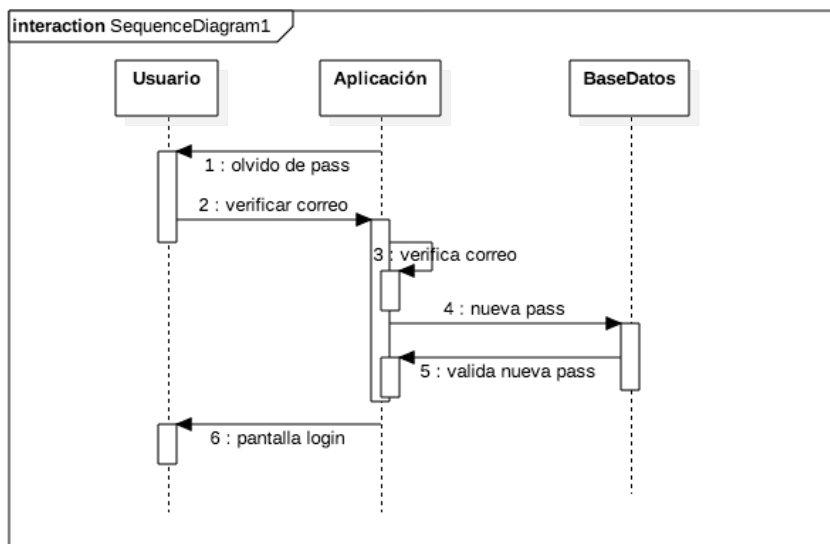 interaction SequenceDiagram1
Usuario
Aplicación
BaseDatos
1 : olvido de pass
2 : verificar correo
3 : verifica correo
4 : nueva pass
5 : valida nueva pass
6 : pantalla login